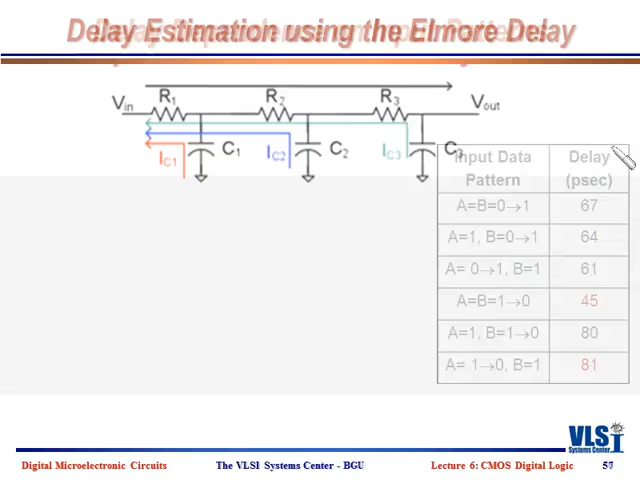 Delay Estimation using the Elmore Delay
Vin R1 R2 R3 Vout
IC1 C1 IC2 C2 IC3 C3
Input Data Pattern Delay (psec)
A=B=0→1 67
A=1, B=0→1 64
A= 0→1, B=1 61
A=B=1→0 45
A=1, B=1→0 80
A= 1→0, B=1 81
VLSI
Systems Center
Digital Microelectronic Circuits The VLSI Systems Center - BGU Lecture 6: CMOS Digital Logic